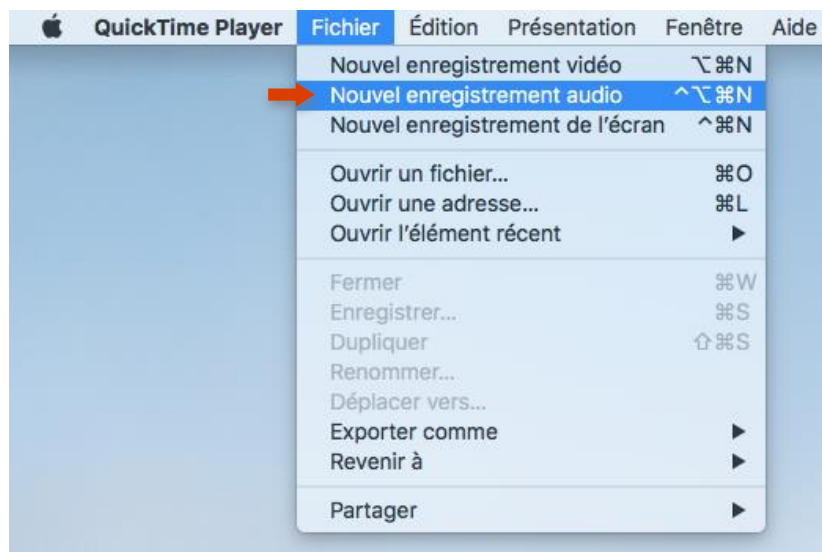 QuickTime Player Fichier Édition Présentation Fenêtre Aide
Nouvel enregistrement vidéo ⌥⌘N
Nouvel enregistrement audio ^⌥⌘N
Nouvel enregistrement de l’écran ^⌘N
Ouvrir un fichier... ⌘O
Ouvrir une adresse... ⌘L
Ouvrir l’élément récent ▶
Fermer ⌘W
Enregistrer... ⌘S
Dupliquer ⇧⌘S
Renommer...
Déplacer vers...
Exporter comme ▶
Revenir à ▶
Partager ▶